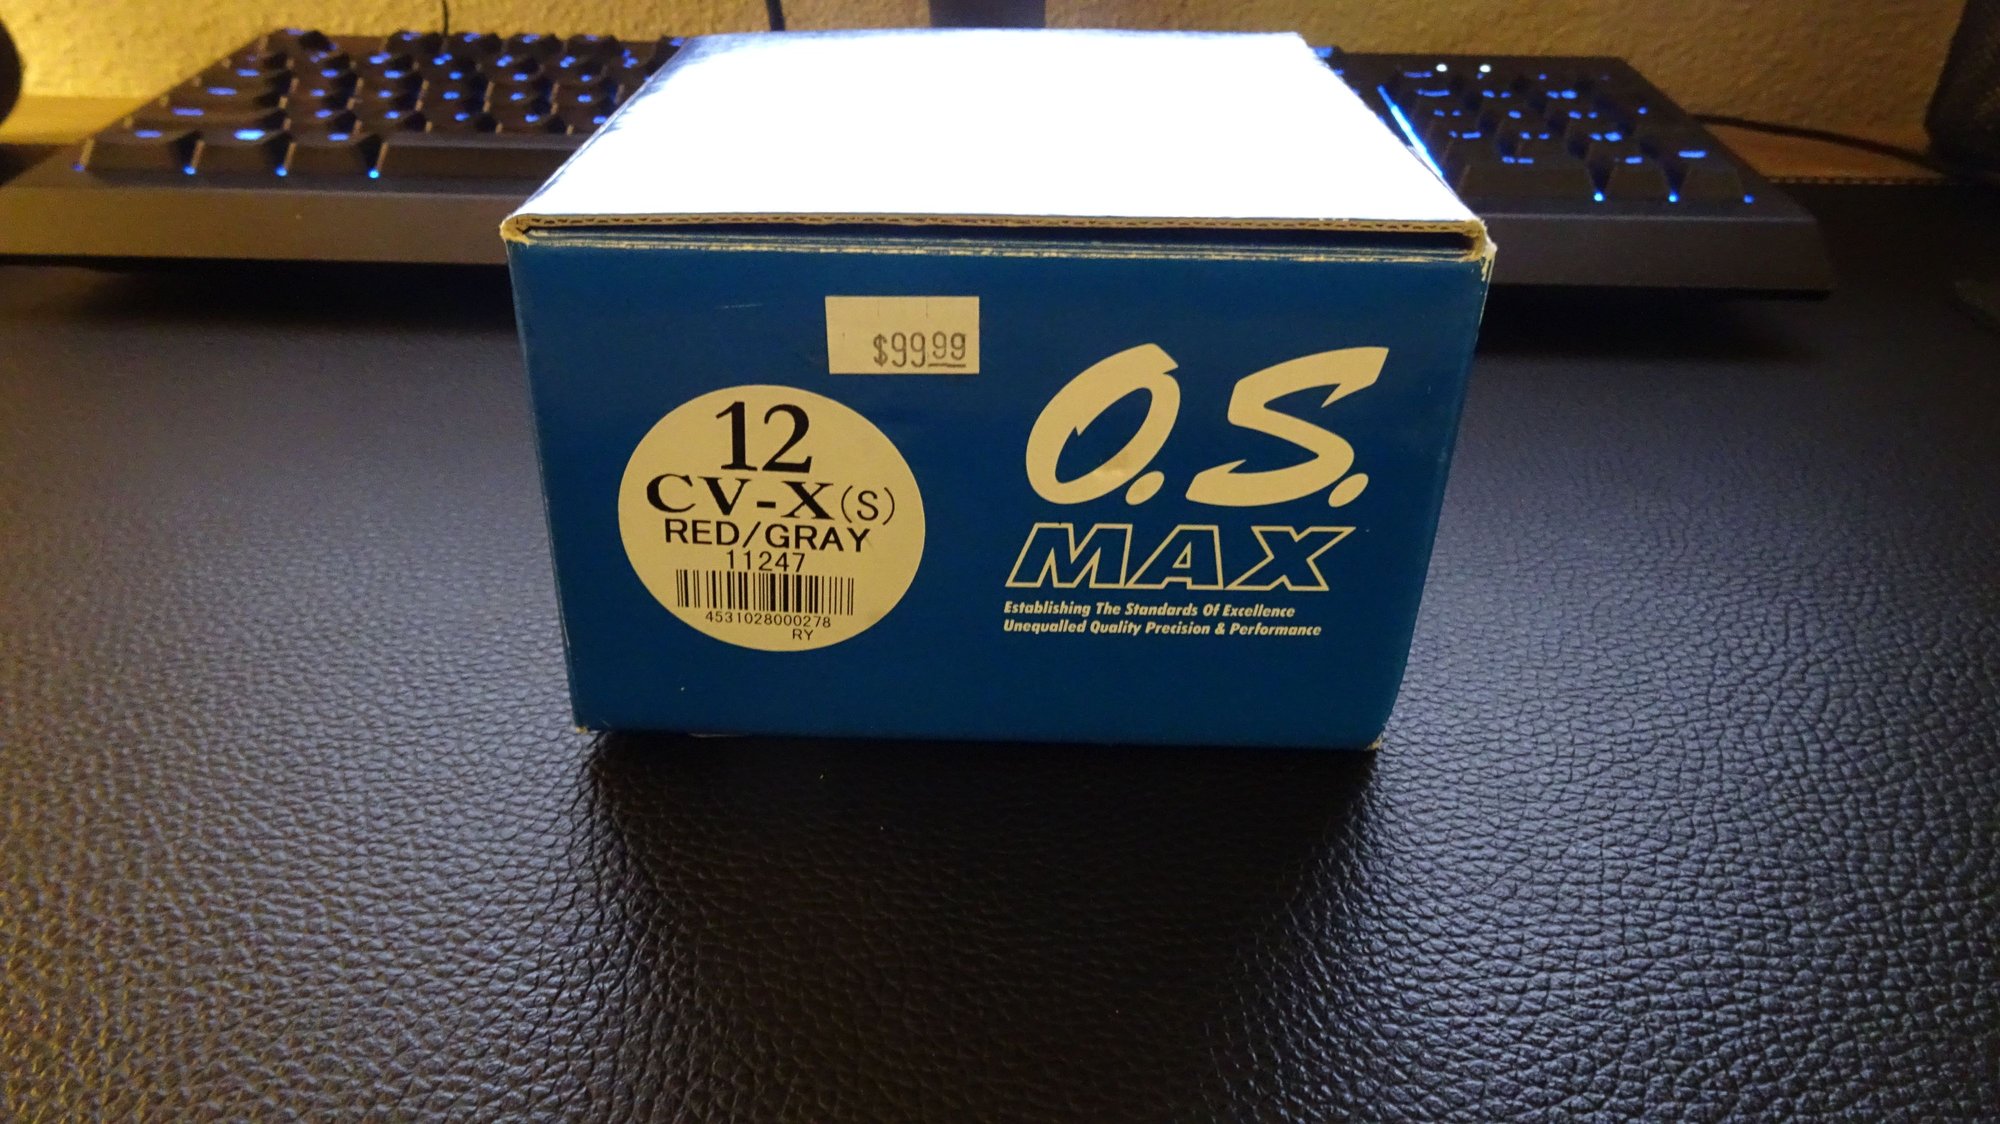 $99.99
12
CV-X(S)
RED/GRAY
11247
4531028000278
RY
O.S.
MAX
Establishing The Standards Of Excellence
Unequalled Quality Precision & Performance